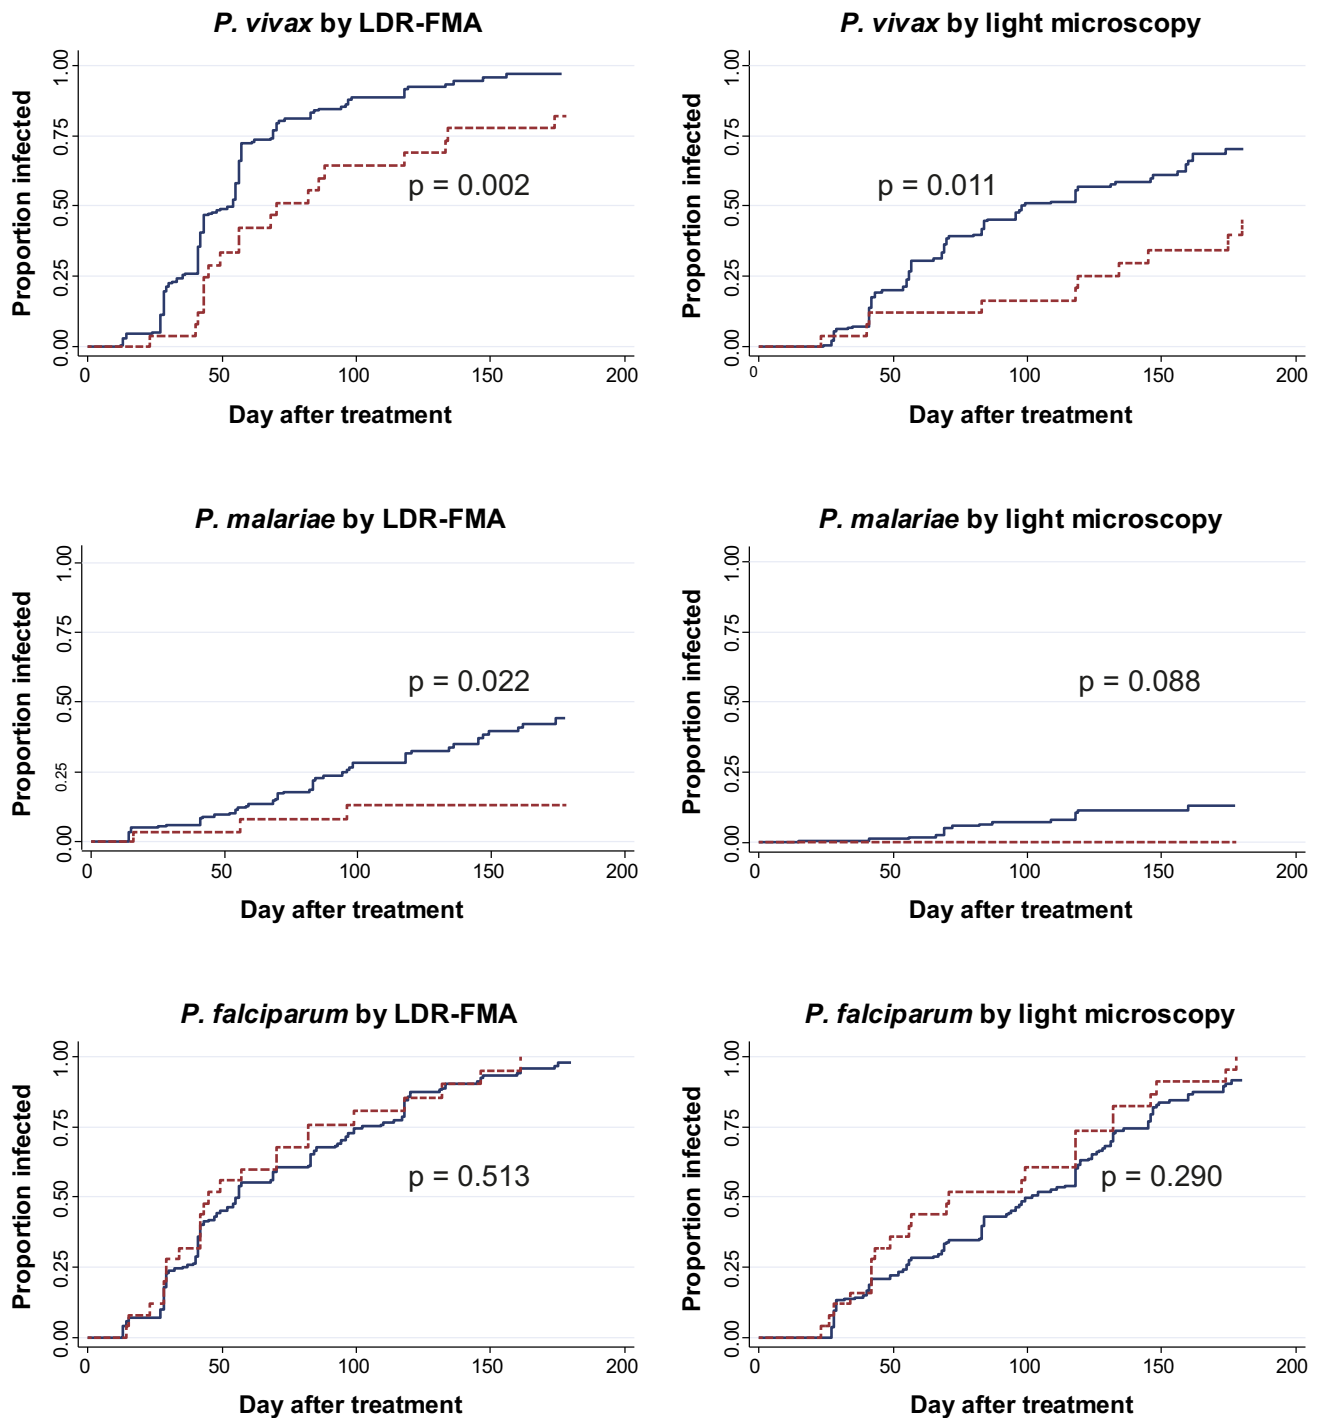 P. vivax by LDR-FMA
Proportion infected
1.00
0.75
0.50
0.25
0.00
p = 0.002
0 50 100 150 200
Day after treatment
P. vivax by light microscopy
Proportion infected
1.00
0.75
0.50
0.25
0.00
p = 0.011
0 50 100 150 200
Day after treatment
P. malariae by LDR-FMA
Proportion infected
1.00
0.75
0.50
0.25
0.00
p = 0.022
0 50 100 150 200
Day after treatment
P. malariae by light microscopy
Proportion infected
1.00
0.75
0.50
0.25
0.00
p = 0.088
0 50 100 150 200
Day after treatment
P. falciparum by LDR-FMA
Proportion infected
1.00
0.75
0.50
0.25
0.00
p = 0.513
0 50 100 150 200
Day after treatment
P. falciparum by light microscopy
Proportion infected
1.00
0.75
0.50
0.25
0.00
p = 0.290
0 50 100 150 200
Day after treatment